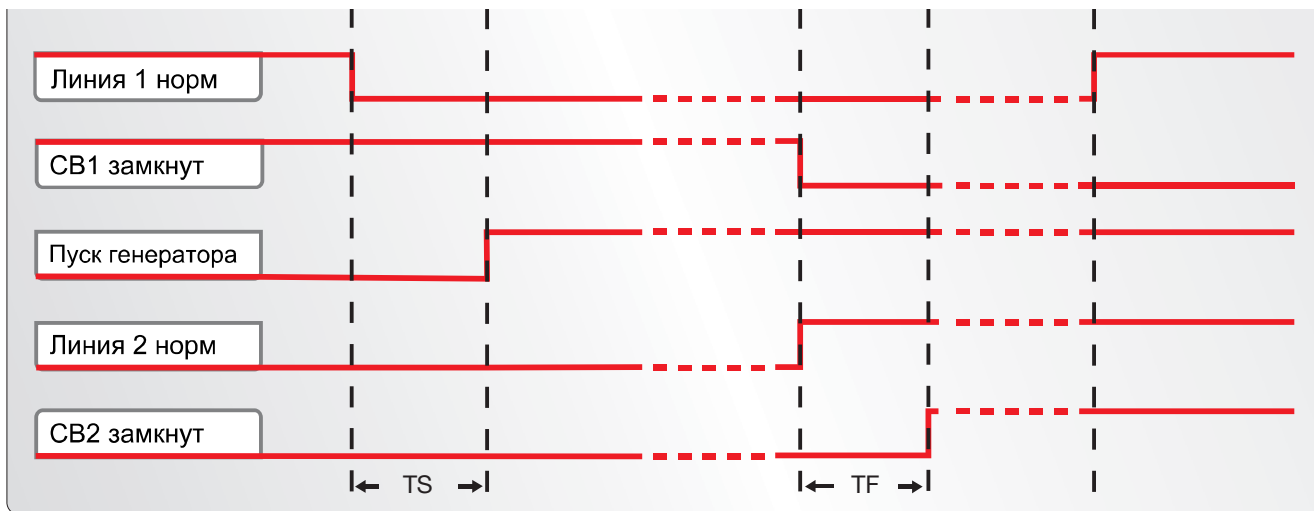 Линия 1 норм
СВ1 замкнут
Пуск генератора
Линия 2 норм
СВ2 замкнут
TS
TF